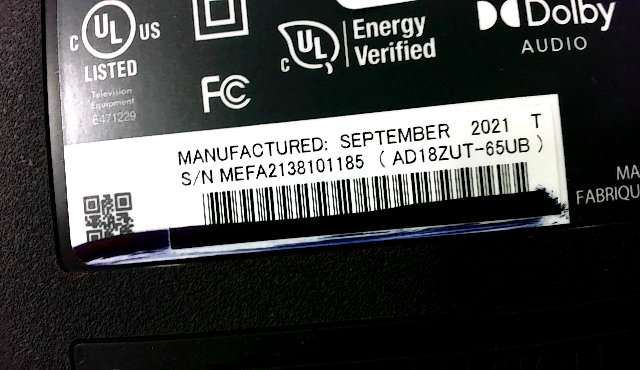 C UL US
LISTED
Television
Equipment
E471229
FC
C UL
Energy
Verified
Dolby
AUDIO
MANUFACTURED: SEPTEMBER 2021 T
S/N MEFA2138101185 ( AD18ZUT-65UB )
MA
FABRIQU